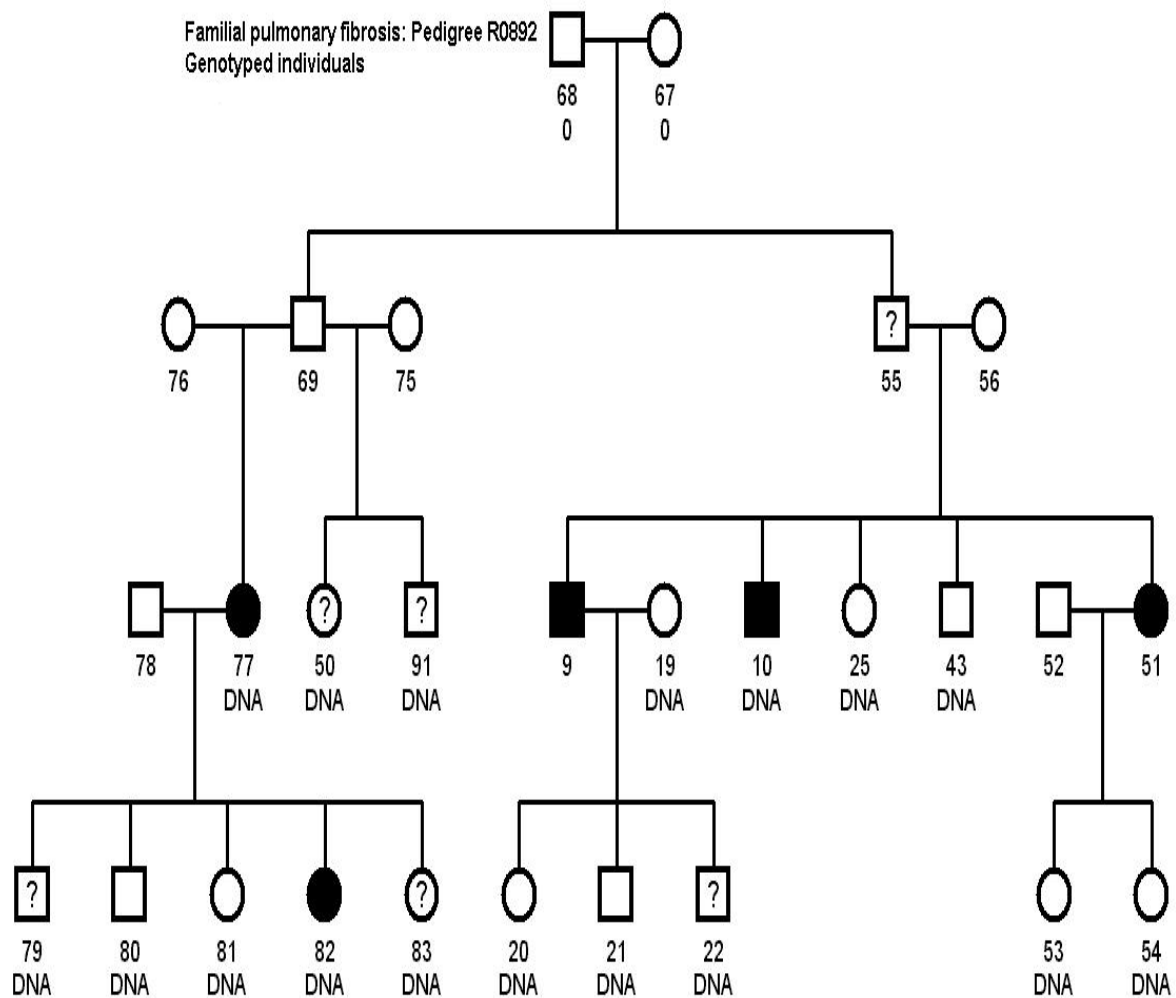 Familial pulmonary fibrosis: Pedigree R0892
Genotyped individuals
68 67
0 0
?
76 69 75 55 56
? ?
78 77 50 91 9 19 10 25 43 52 51
DNA DNA DNA DNA DNA DNA DNA
? ? ?
79 80 81 82 83 20 21 22 53 54
DNA DNA DNA DNA DNA DNA DNA DNA DNA DNA